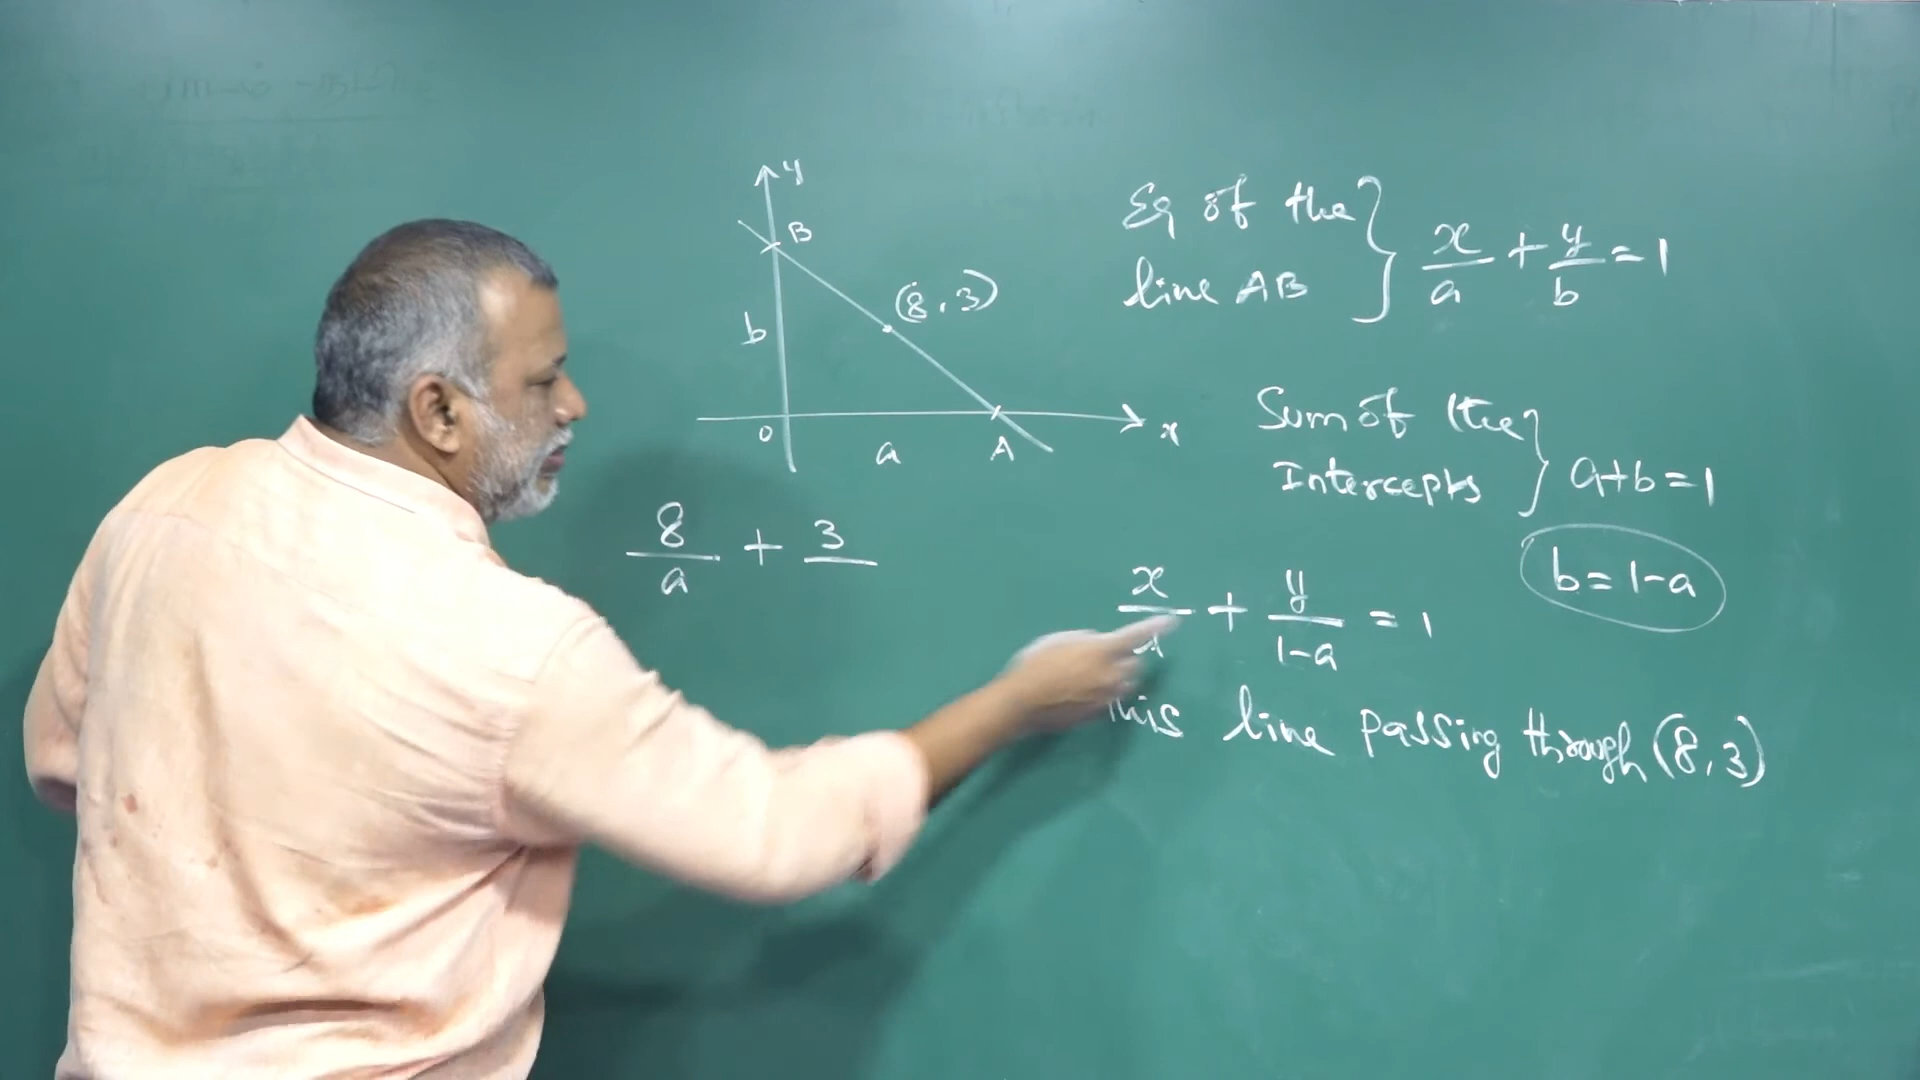 y
B
(8, 3)
b
0
a
A
x
Eq of the
line AB } x/a + y/b = 1
Sum of the
Intercepts } a+b=1
b=1-a
8/a + 3/
x/a + y/1-a = 1
This line passing through (8, 3)